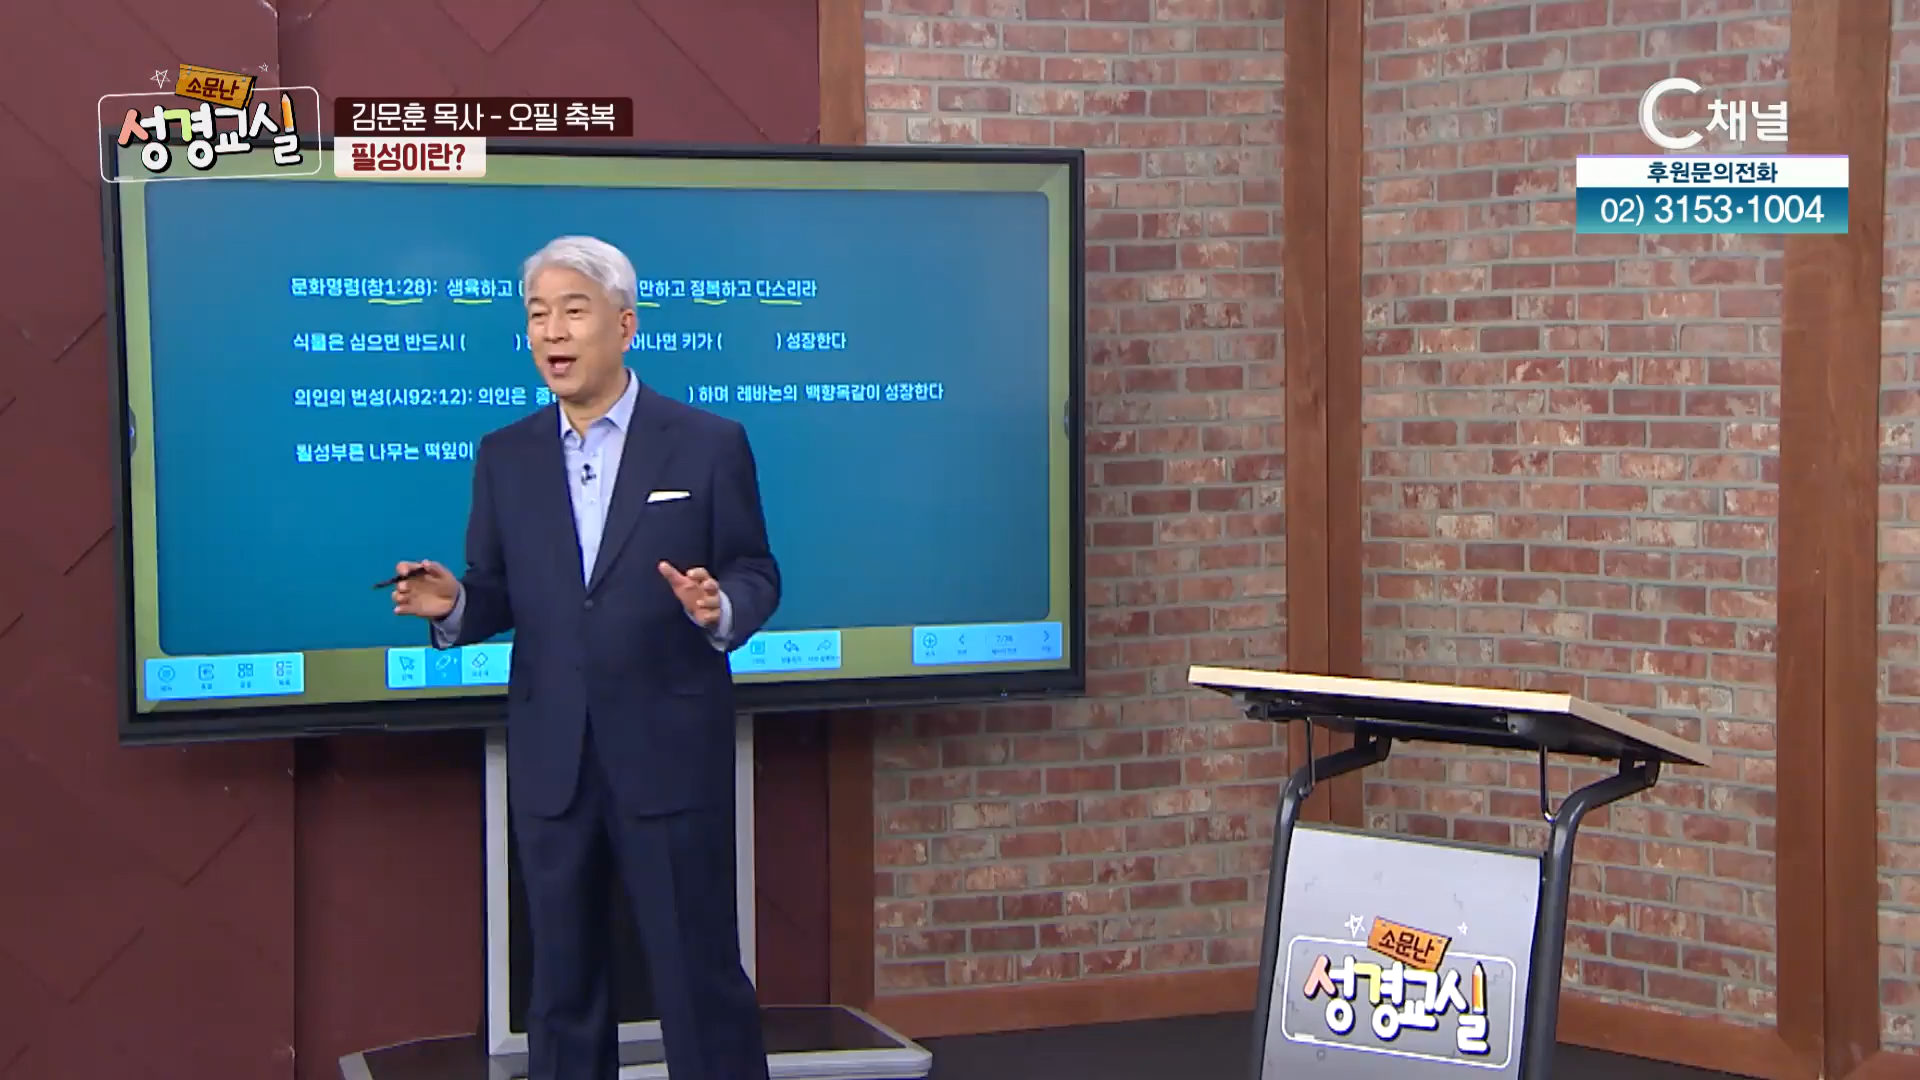 소문난
성경교실
김문훈 목사 - 오필 축복
필성이란?
C채널
후원문의전화
02) 3153·1004
문화명령(창1:28): 생육하고 ( 만하고 정복하고 다스리라
식물은 심으면 반드시 ( ) 어나면 키가 ( ) 성장한다
의인의 번성(시92:12): 의인은 종 ) 하며 레바논의 백향목같이 성장한다
필성부른 나무는 떡잎이
7/36
소문난
성경교실